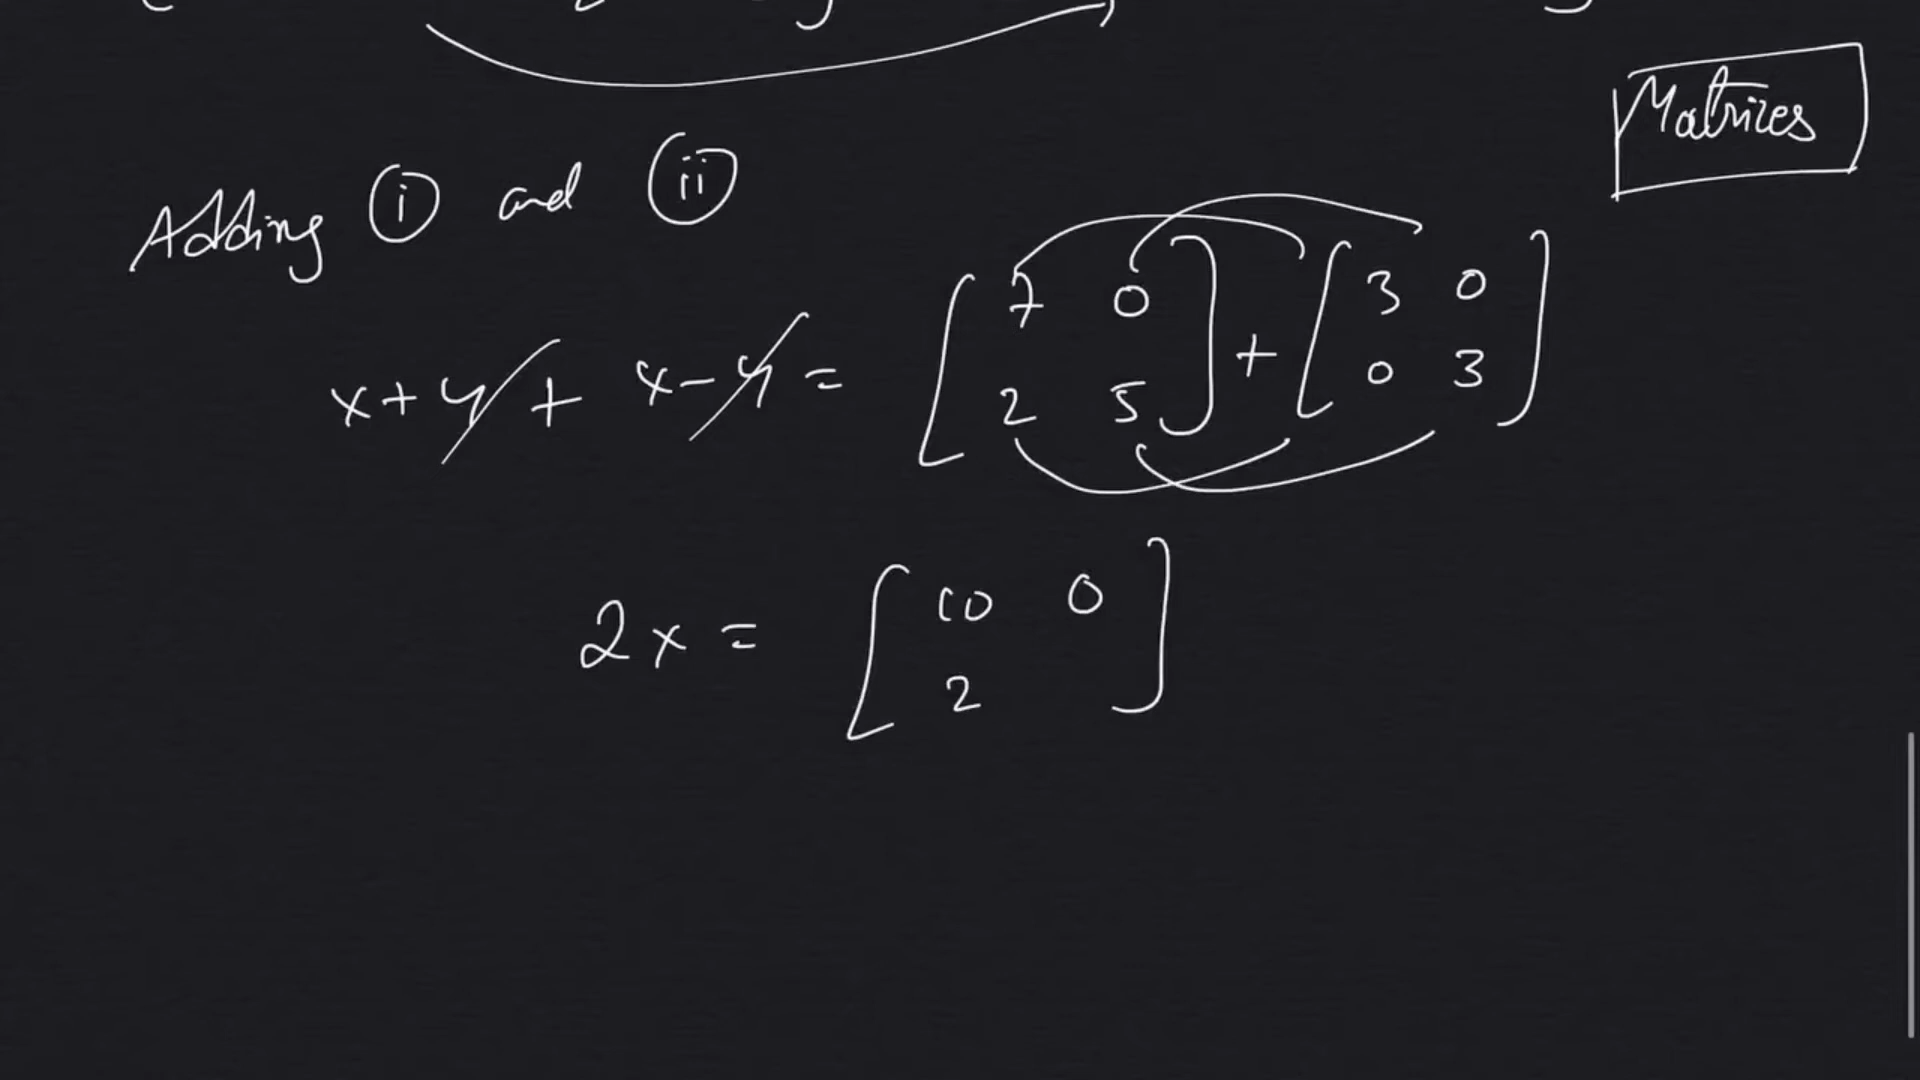 Matrices
Adding (i) and (ii)
x + y + x - y = [ 7 0 ] + [ 3 0 ]
2 5 0 3
2x = [ 10 0 ]
2